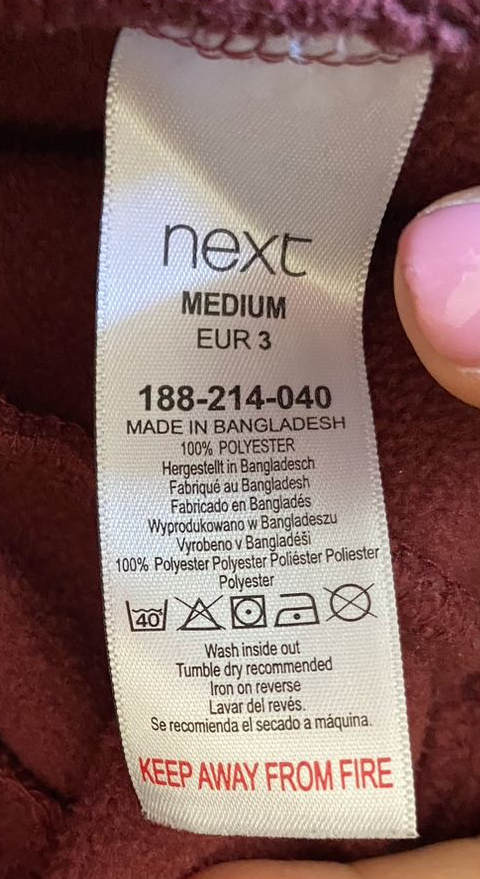 next
MEDIUM
EUR 3
188-214-040
MADE IN BANGLADESH
100% POLYESTER
Hergestellt in Bangladesch
Fabriqué au Bangladesh
Fabricado en Bangladés
Wyprodukowano w Bangladeszu
Vyrobeno v Bangladéši
100% Polyester Polyester Poliéster Poliester
Polyester
40
Wash inside out
Tumble dry recommended
Iron on reverse
Lavar del revés.
Se recomienda el secado a máquina.
KEEP AWAY FROM FIRE